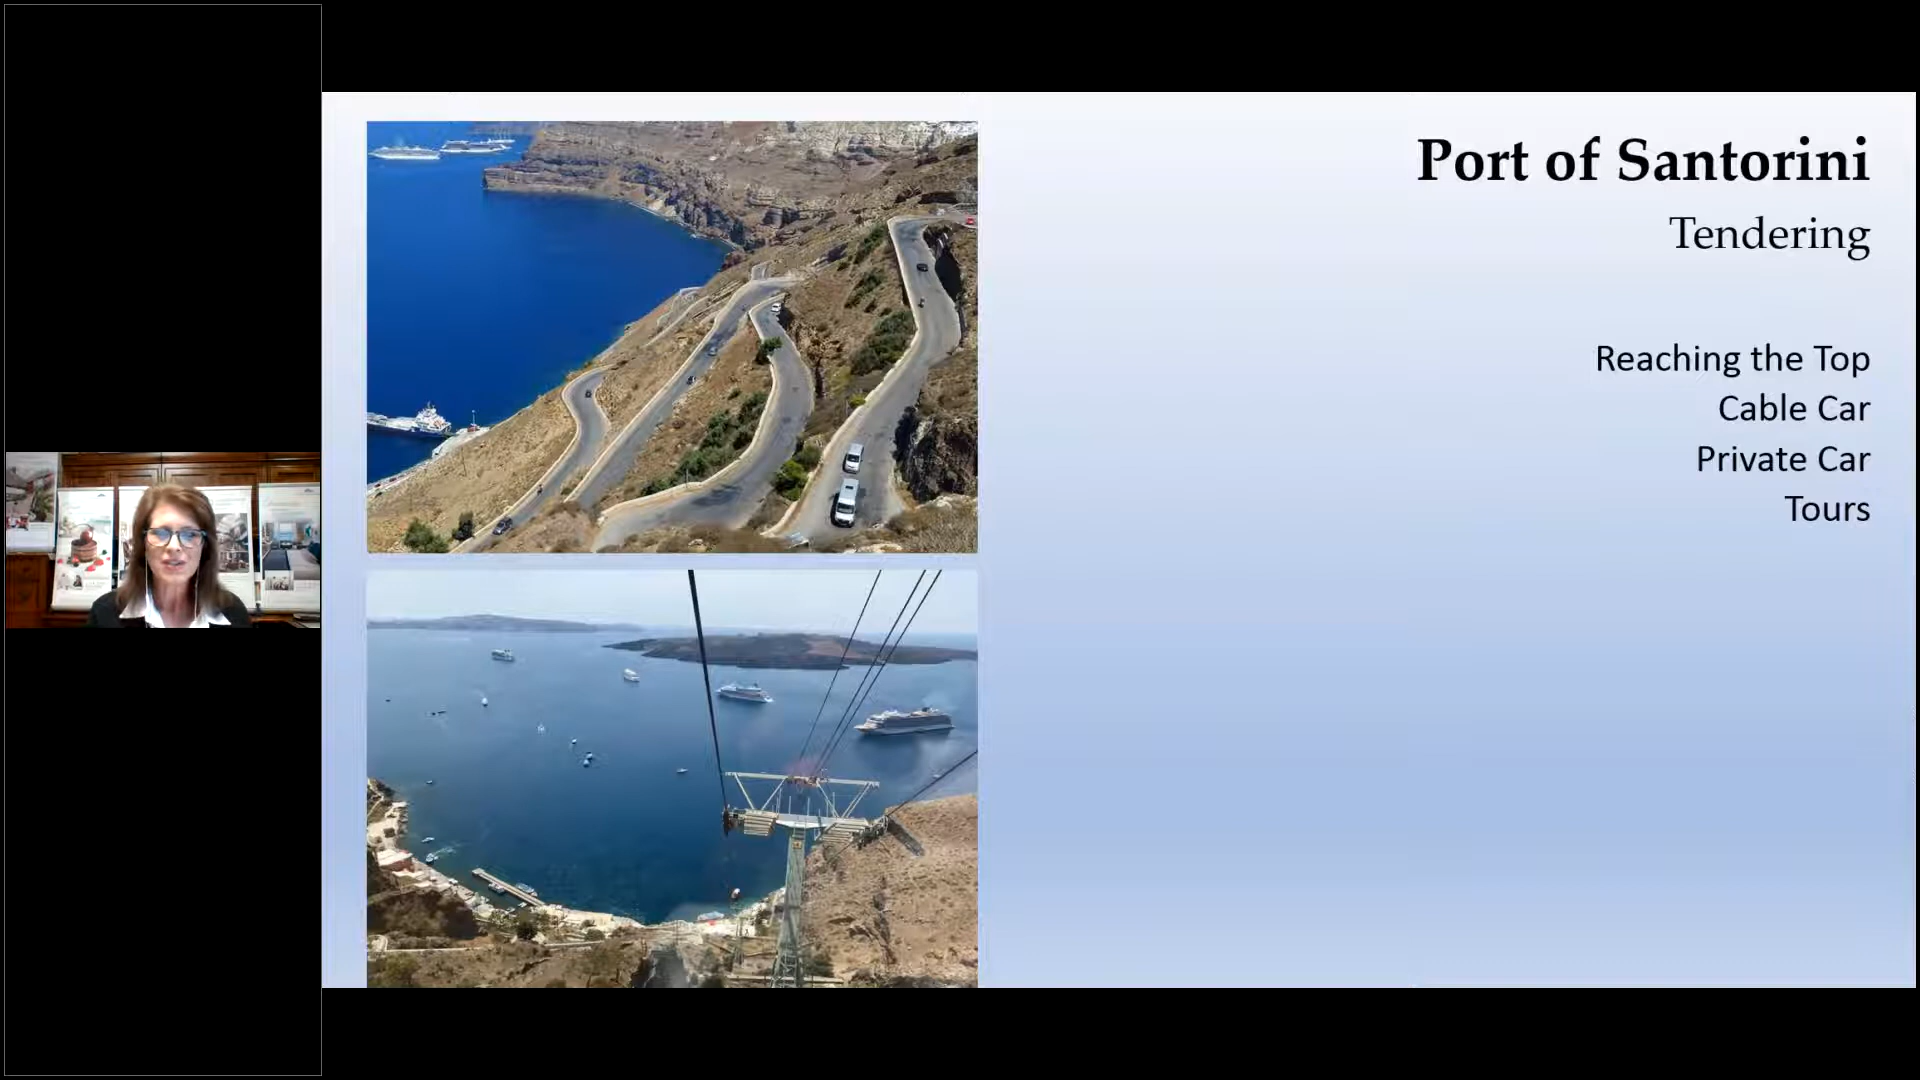 Port of Santorini
Tendering
Reaching the Top
Cable Car
Private Car
Tours